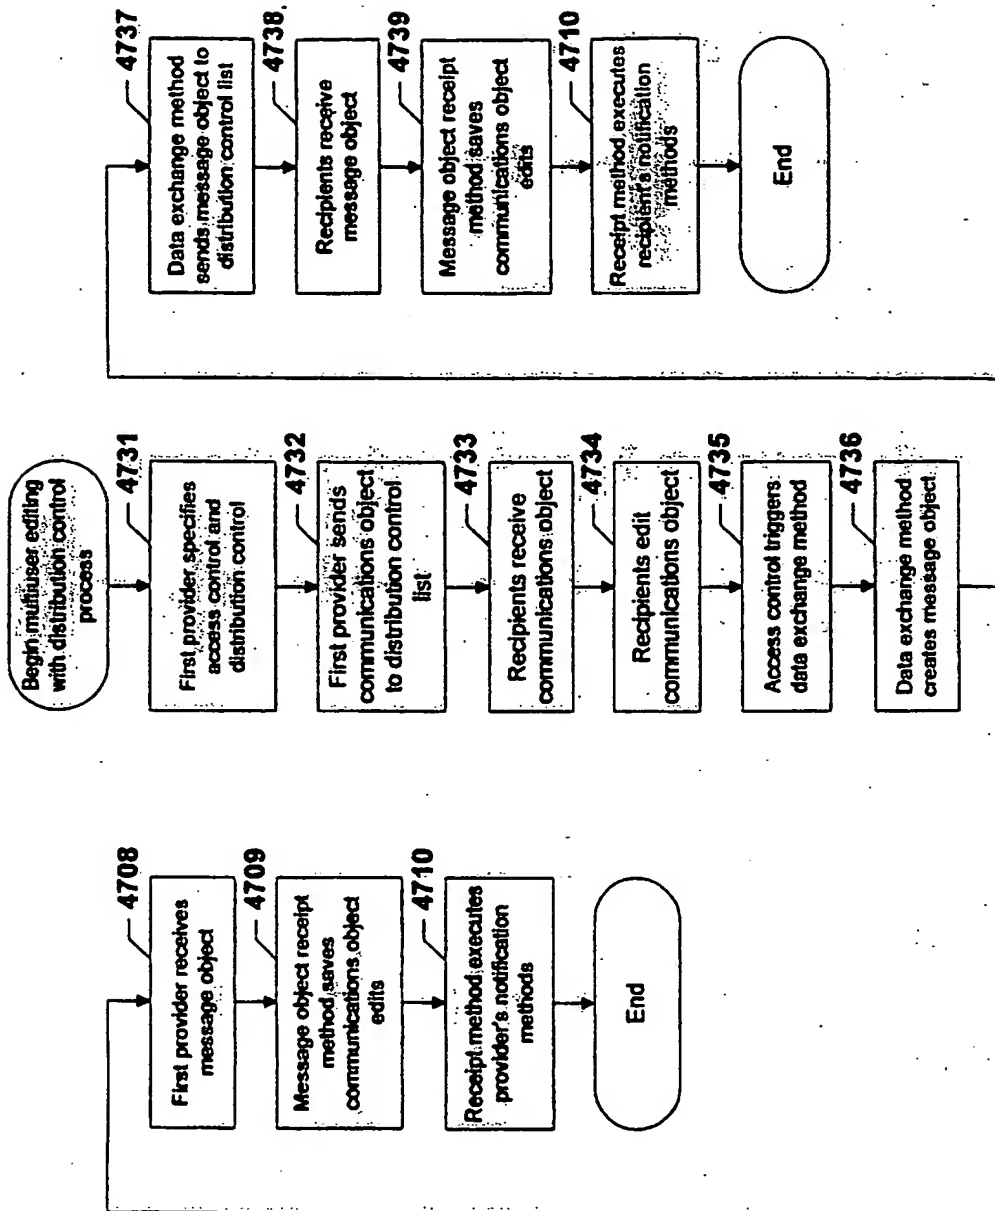 4708
First provider receives
message object
4709
Message object receipt
method saves
communications object
edits
4710
Receipt method executes
provider's notification
methods
End
Begin multiuser editing
with distribution control
process
4731
First provider specifies
access control and
distribution control
4732
First provider sends
communications object
to distribution control
list
4733
Recipients receive
communications object
4734
Recipients edit
communications object
4735
Access control triggers
data exchange method
4736
Data exchange method
creates message object
4737
Data exchange method
sends message object to
distribution control list
4738
Recipients receive
message object
4739
Message object receipt
method saves
communications object
edits
4710
Receipt method executes
recipient's notification
methods
End